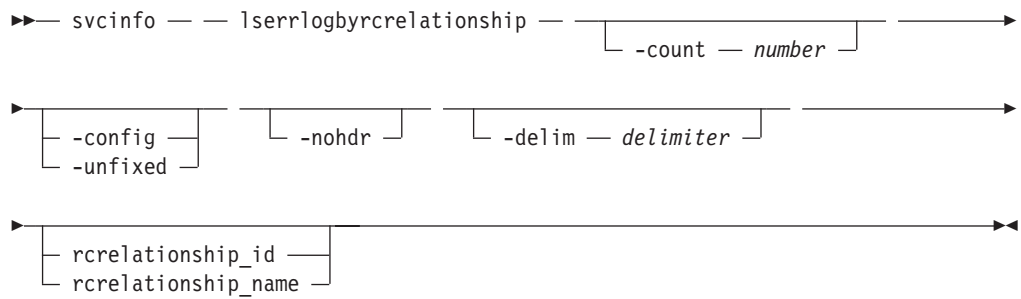 svcinfo lserrlogbyrcrelationship
-count number
-config -nohdr -delim delimiter
-unfixed
rcrelationship_id
rcrelationship_name